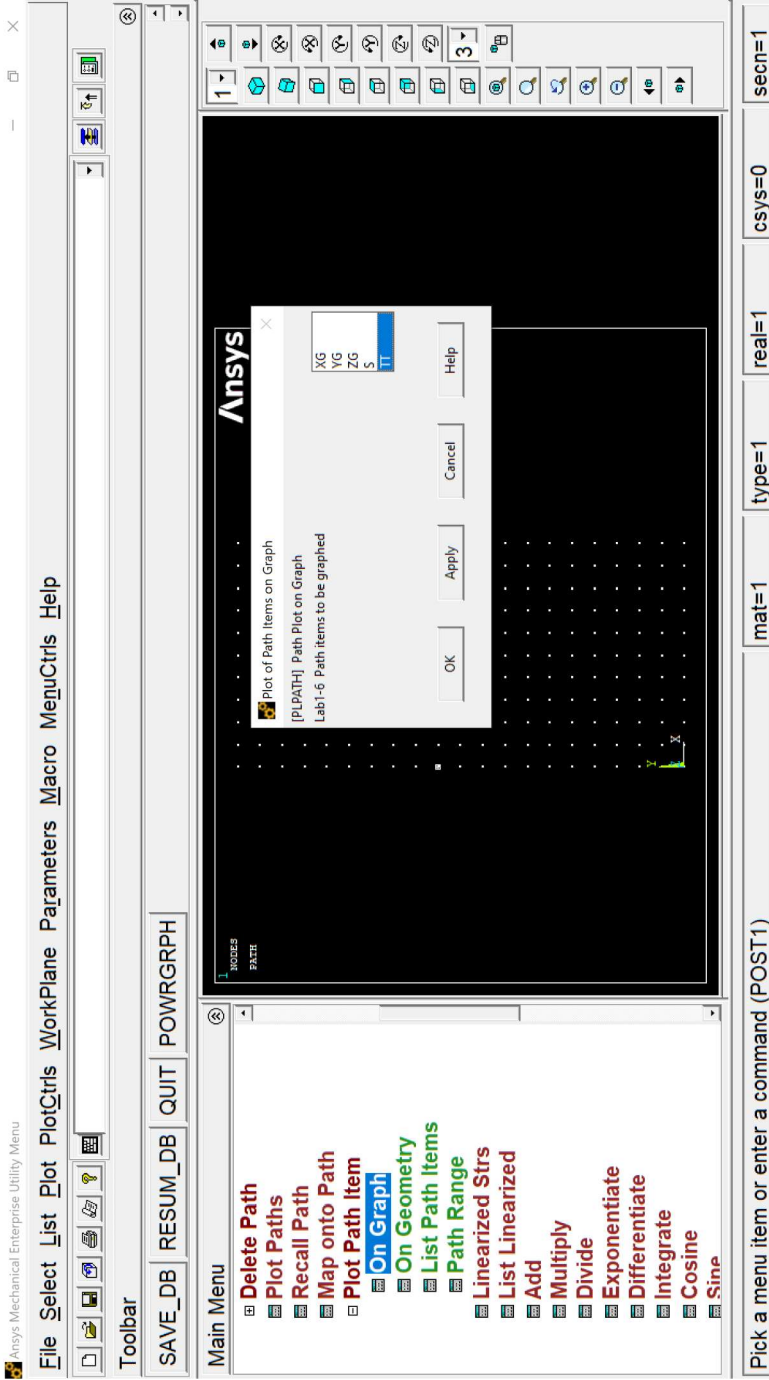 Ansys Mechanical Enterprise Utility Menu
File Select List Plot PlotCtrls WorkPlane Parameters Macro MenuCtrls Help
Toolbar
SAVE_DB RESUM_DB QUIT POWRGRPH
Main Menu
Delete Path
Plot Paths
Recall Path
Map onto Path
Plot Path Item
On Graph
On Geometry
List Path Items
Path Range
Linearized Strs
List Linearized
Add
Multiply
Divide
Exponentiate
Differentiate
Integrate
Cosine
Sine
1
NODES
PATH
Ansys
Plot of Path Items on Graph
[PLPATH] Path Plot on Graph
Lab1-6 Path items to be graphed
XG
YG
ZG
S
TT
OK Apply Cancel Help
Y
X
1
3
Pick a menu item or enter a command (POST1) mat=1 type=1 real=1 csys=0 secn=1